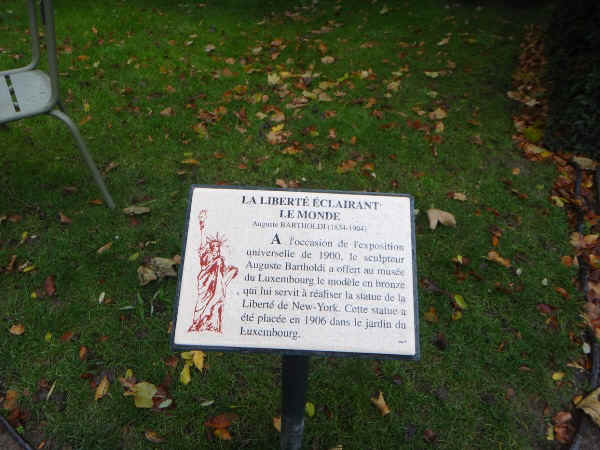 LA LIBERTÉ ÉCLAIRANT
LE MONDE
Auguste BARTHOLDI (1834-1904)
A l'occasion de l'exposition
universelle de 1900, le sculpteur
Auguste Bartholdi a offert au musée
du Luxembourg le modèle en bronze
qui lui servit à réaliser la statue de la
Liberté de New-York. Cette statue a
été placée en 1906 dans le jardin du
Luxembourg.